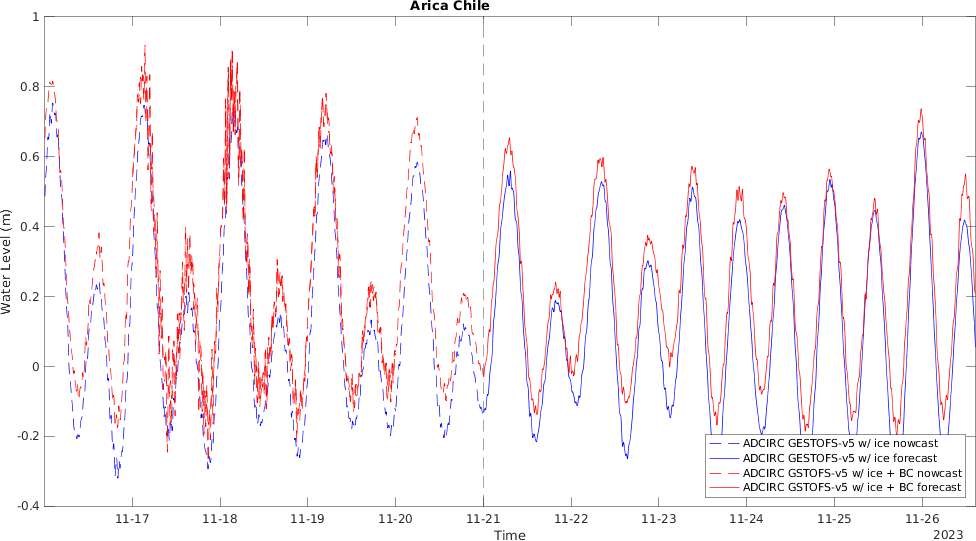 Arica Chile
1
0.8
0.6
0.4
0.2
0
-0.2
-0.4
Water Level (m)
ADCIRC GESTOFS-v5 w/ ice nowcast
ADCIRC GESTOFS-v5 w/ ice forecast
ADCIRC GSTOFS-v5 w/ ice + BC nowcast
ADCIRC GSTOFS-v5 w/ ice + BC forecast
11-17 11-18 11-19 11-20 11-21 11-22 11-23 11-24 11-25 11-26
Time
2023